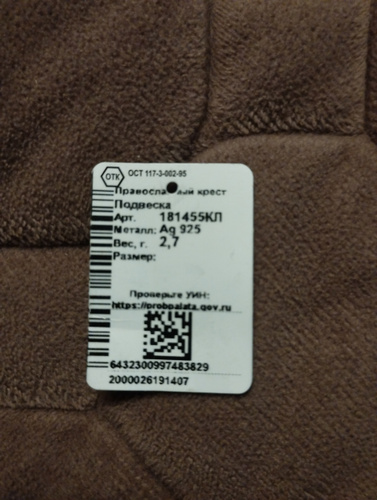 ОТК
ОСТ 117-3-002-95
крест
Подвеска
Арт. 181455КЛ
Металл: Ag 925
Вес, г. 2,7
Размер:
Проверьте УИН:
https://probpalata.gov.ru
6432300997483829
2000026191407